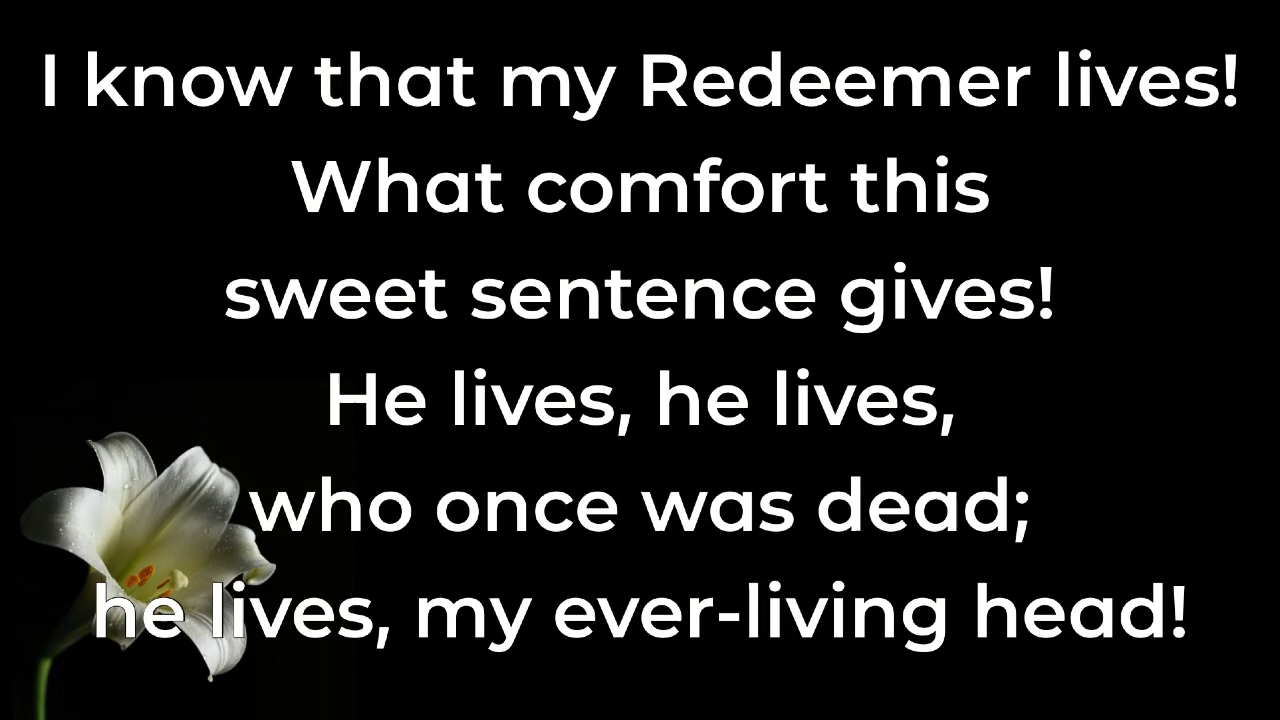 I know that my Redeemer lives!
What comfort this
sweet sentence gives!
He lives, he lives,
who once was dead;
he lives, my ever-living head!